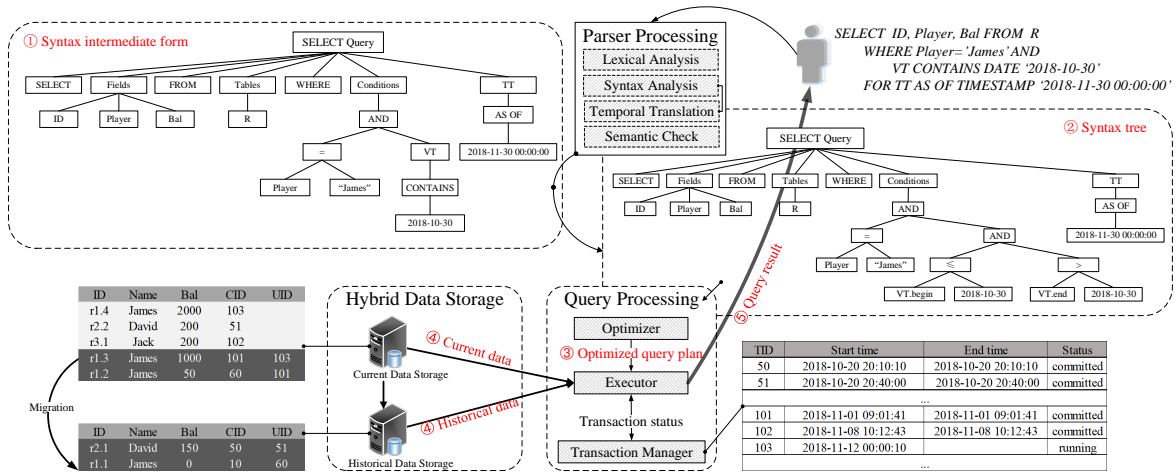 ① Syntax intermediate form
SELECT Query
SELECT Fields FROM Tables WHERE Conditions TT
ID Player Bal R AND AS OF
= VT 2018-11-30 00:00:00
Player “James” CONTAINS
2018-10-30
Parser Processing
Lexical Analysis
Syntax Analysis
Temporal Translation
Semantic Check
SELECT ID, Player, Bal FROM R
WHERE Player= 'James' AND
VT CONTAINS DATE ‘2018-10-30’
FOR TT AS OF TIMESTAMP ‘2018-11-30 00:00:00’
② Syntax tree
SELECT Query
SELECT Fields FROM Tables WHERE Conditions TT
ID Player Bal R AND AS OF
= AND 2018-11-30 00:00:00
Player “James” ≤ >
VT.begin 2018-10-30 VT.end 2018-10-30
ID Name Bal CID UID
r1.4 James 2000 103
r2.2 David 200 51
r3.1 Jack 200 102
r1.3 James 1000 101 103
r1.2 James 50 60 101
Migration
r2.1 David 150 50 51
r1.1 James 0 10 60
Hybrid Data Storage
Current Data Storage
Historical Data Storage
④ Current data
④ Historical data
Query Processing
Optimizer
③ Optimized query plan
Executor
Transaction status
Transaction Manager
⑤ Query result
TID Start time End time Status
50 2018-10-20 20:10:10 2018-10-20 20:10:10 committed
51 2018-10-20 20:40:00 2018-10-20 20:40:00 committed
...
101 2018-11-01 09:01:41 2018-11-01 09:01:41 committed
102 2018-11-08 10:12:43 2018-11-08 10:12:43 committed
103 2018-11-12 00:00:10 running
...